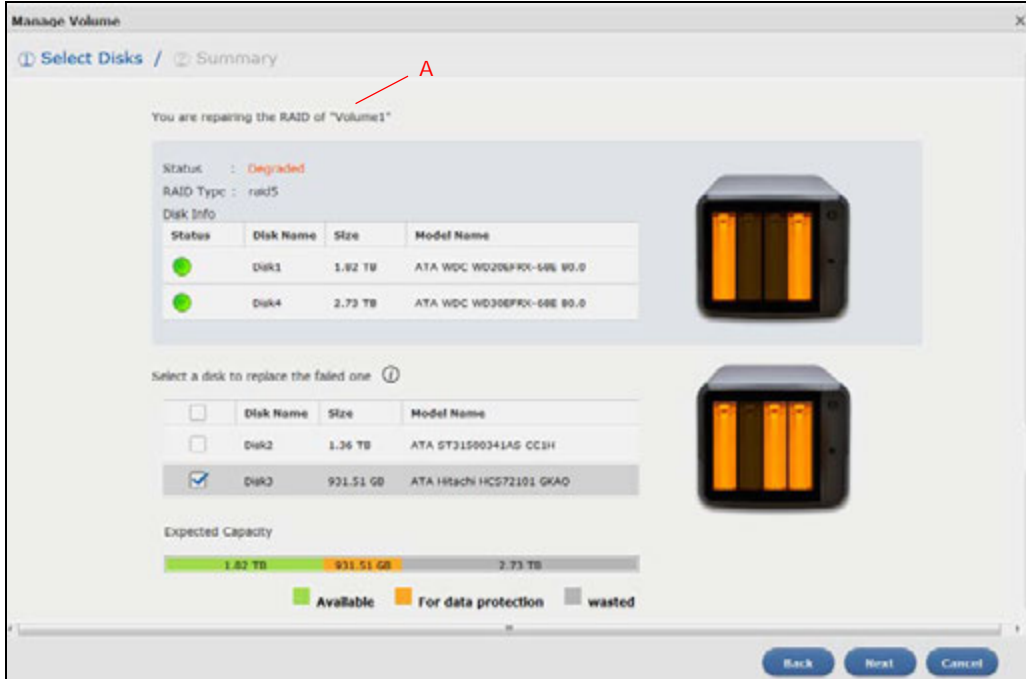 Manage Volume X
① Select Disks / ② Summary
A
You are repairing the RAID of "Volume1"
Status : Degraded
RAID Type : raid5
Disk Info
Status Disk Name Size Model Name
Disk1 1.82 TB ATA WDC WD20EFRX-68E 80.0
Disk4 2.73 TB ATA WDC WD30EFRX-68E 80.0
Select a disk to replace the failed one i
Disk Name Size Model Name
Disk2 1.36 TB ATA ST31500341AS CC1H
Disk3 931.51 GB ATA Hitachi HCS72101 GKAO
Expected Capacity
1.82 TB 931.51 GB 2.73 TB
Available For data protection wasted
Back Next Cancel